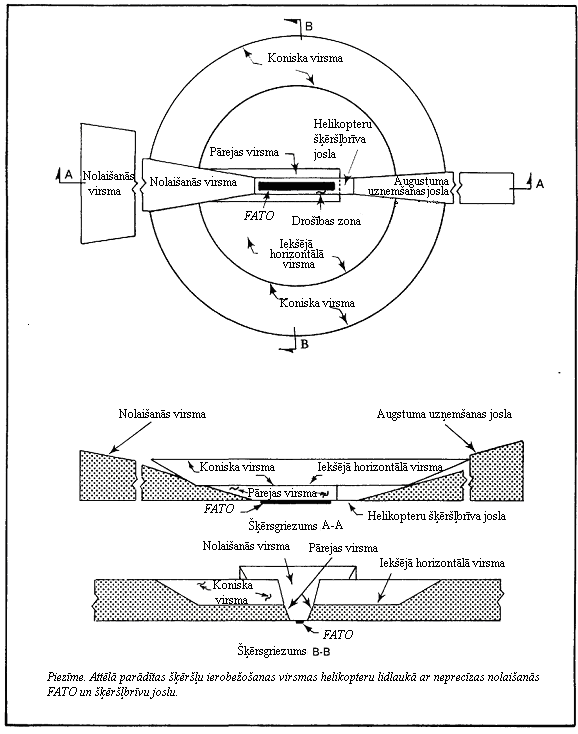 B
Koniska virsma
Helikopteru
šķēršļbrīva
josla
Pārejas virsma
A
Nolaišanās
virsma
Nolaišanās virsma
Augustuma
uzņemšanas josla
A
FATO
Drošības zona
Iekšējā
horizontālā
virsma
Koniska virsma
B
Nolaišanās virsma
Augstuma uzņemšanas josla
Koniska virsma
Iekšējā horizontālā virsma
Pārejas virsma
FATO
Helikopteru šķēršļbrīva josla
Šķērsgriezums A-A
Nolaišanās virsma
Pārejas virsma
Iekšējā horizontālā virsma
Koniska
virsma
FATO
Šķērsgriezums B-B
Piezīme. Attēlā parādītas šķēršļu ierobežošanas virsmas helikopteru lidlaukā ar neprecīzas nolaišanās
FATO un šķēršļbrīvu joslu.